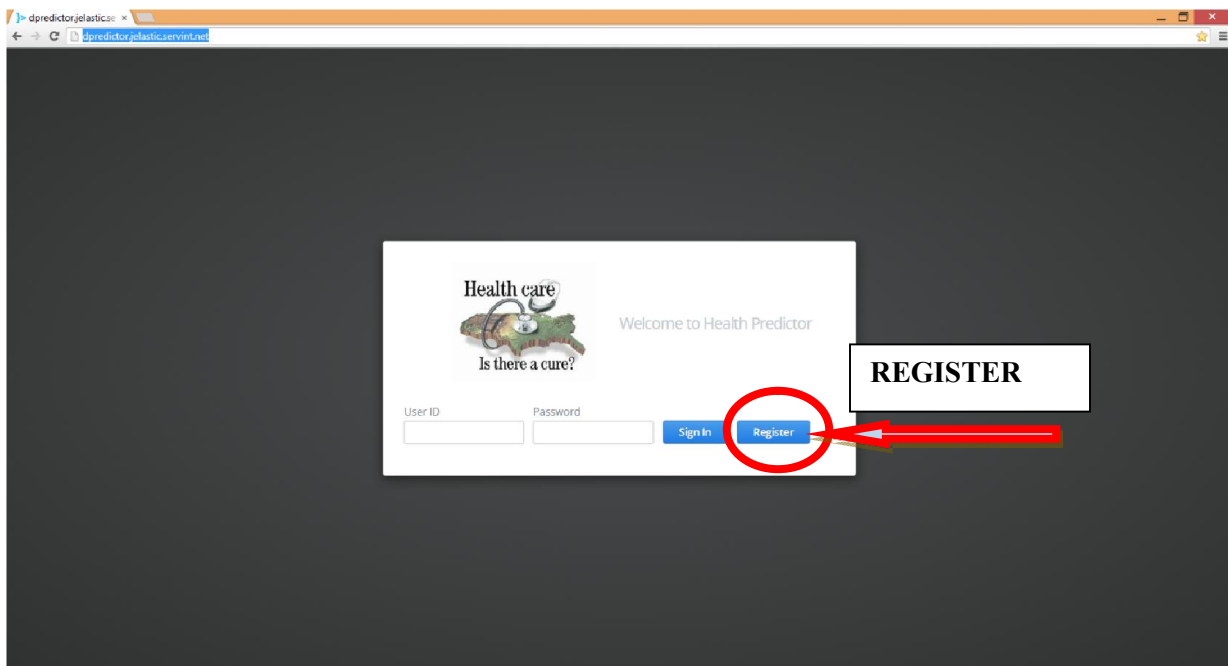 dpredictor.jelastic.se
dpredictor.jelastic.servint.net
Health care
Is there a cure?
Welcome to Health Predictor
REGISTER
User ID
Password
Sign In
Register